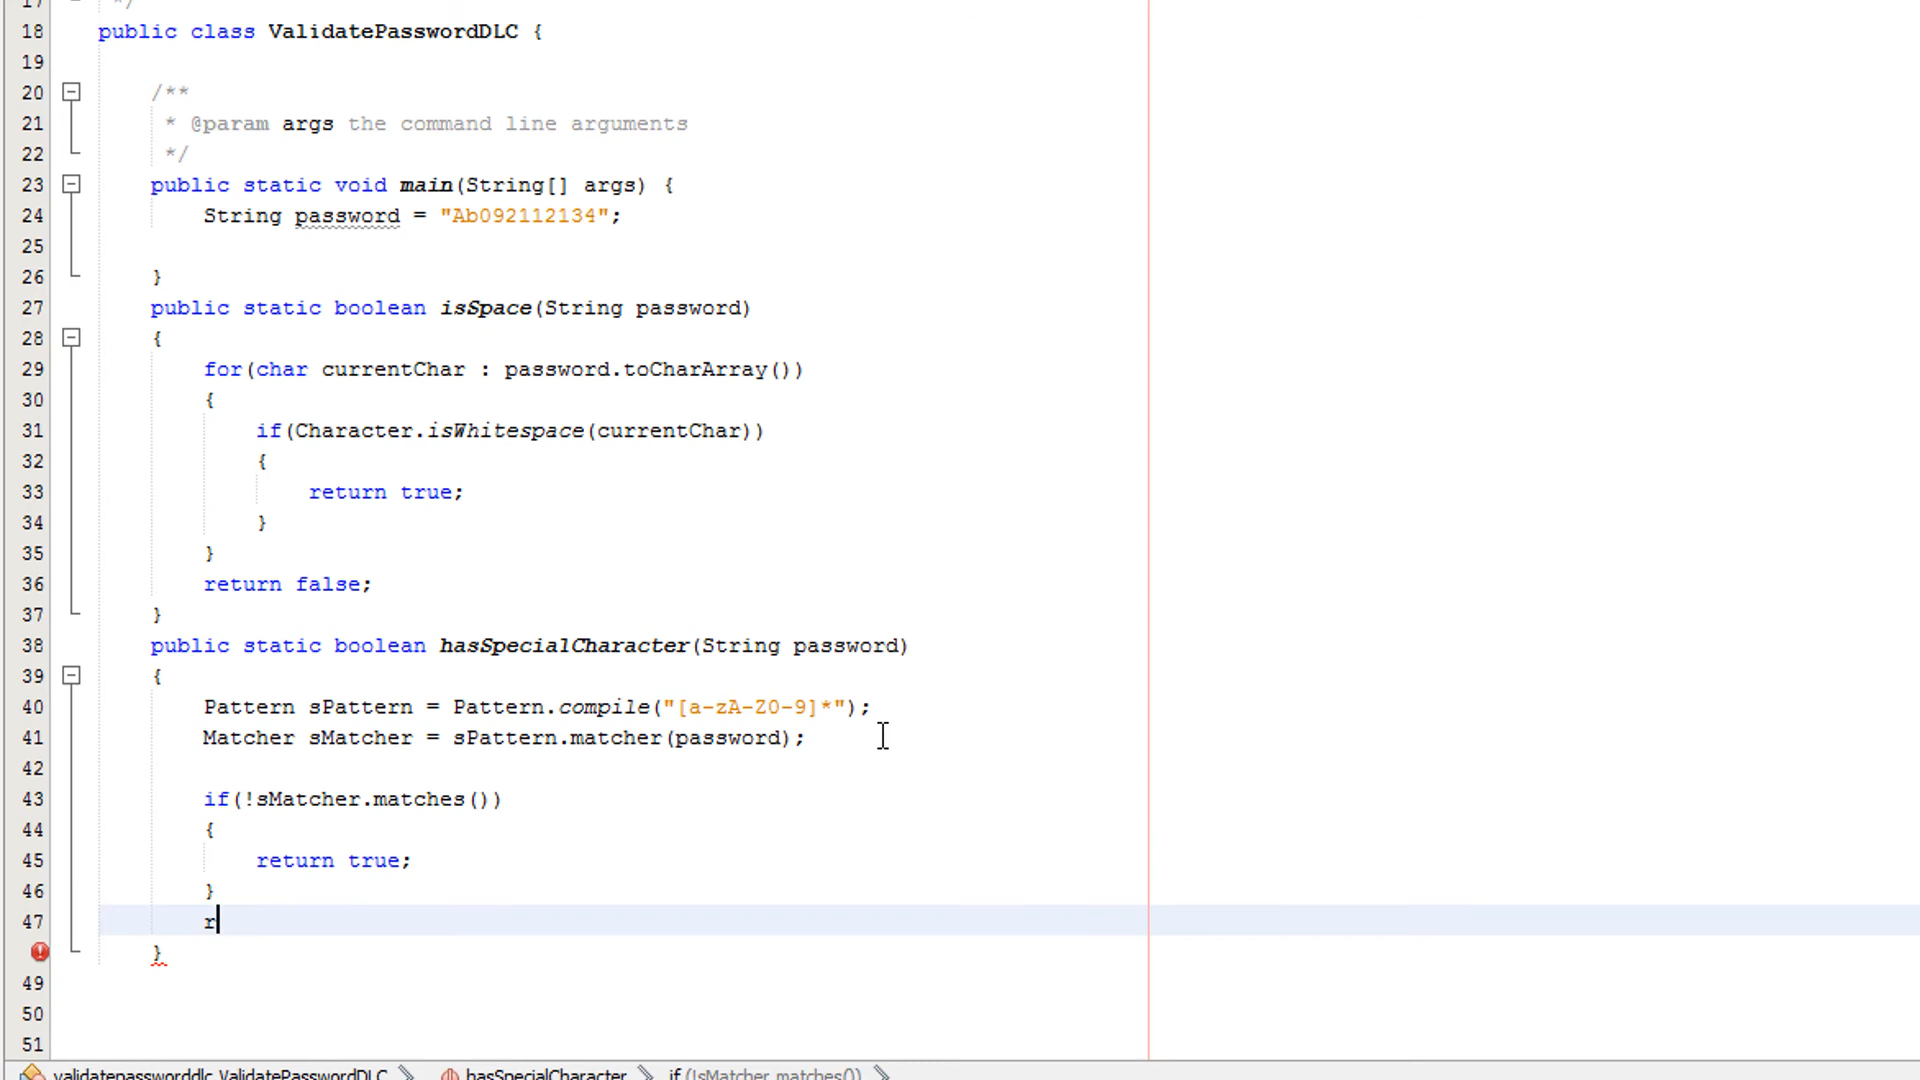 17 */
18 public class ValidatePasswordDLC {
19
20 /**
21 * @param args the command line arguments
22 */
23 public static void main(String[] args) {
24 String password = "Ab092112134";
25
26 }
27 public static boolean isSpace(String password)
28 {
29 for(char currentChar : password.toCharArray())
30 {
31 if(Character.isWhitespace(currentChar))
32 {
33 return true;
34 }
35 }
36 return false;
37 }
38 public static boolean hasSpecialCharacter(String password)
39 {
40 Pattern sPattern = Pattern.compile("[a-zA-Z0-9]*");
41 Matcher sMatcher = sPattern.matcher(password);
42
43 if(!sMatcher.matches())
44 {
45 return true;
46 }
47 r
}
49
50
51
validatepassworddlc.ValidatePasswordDLC hasSpecialCharacter if (!sMatcher.matches())